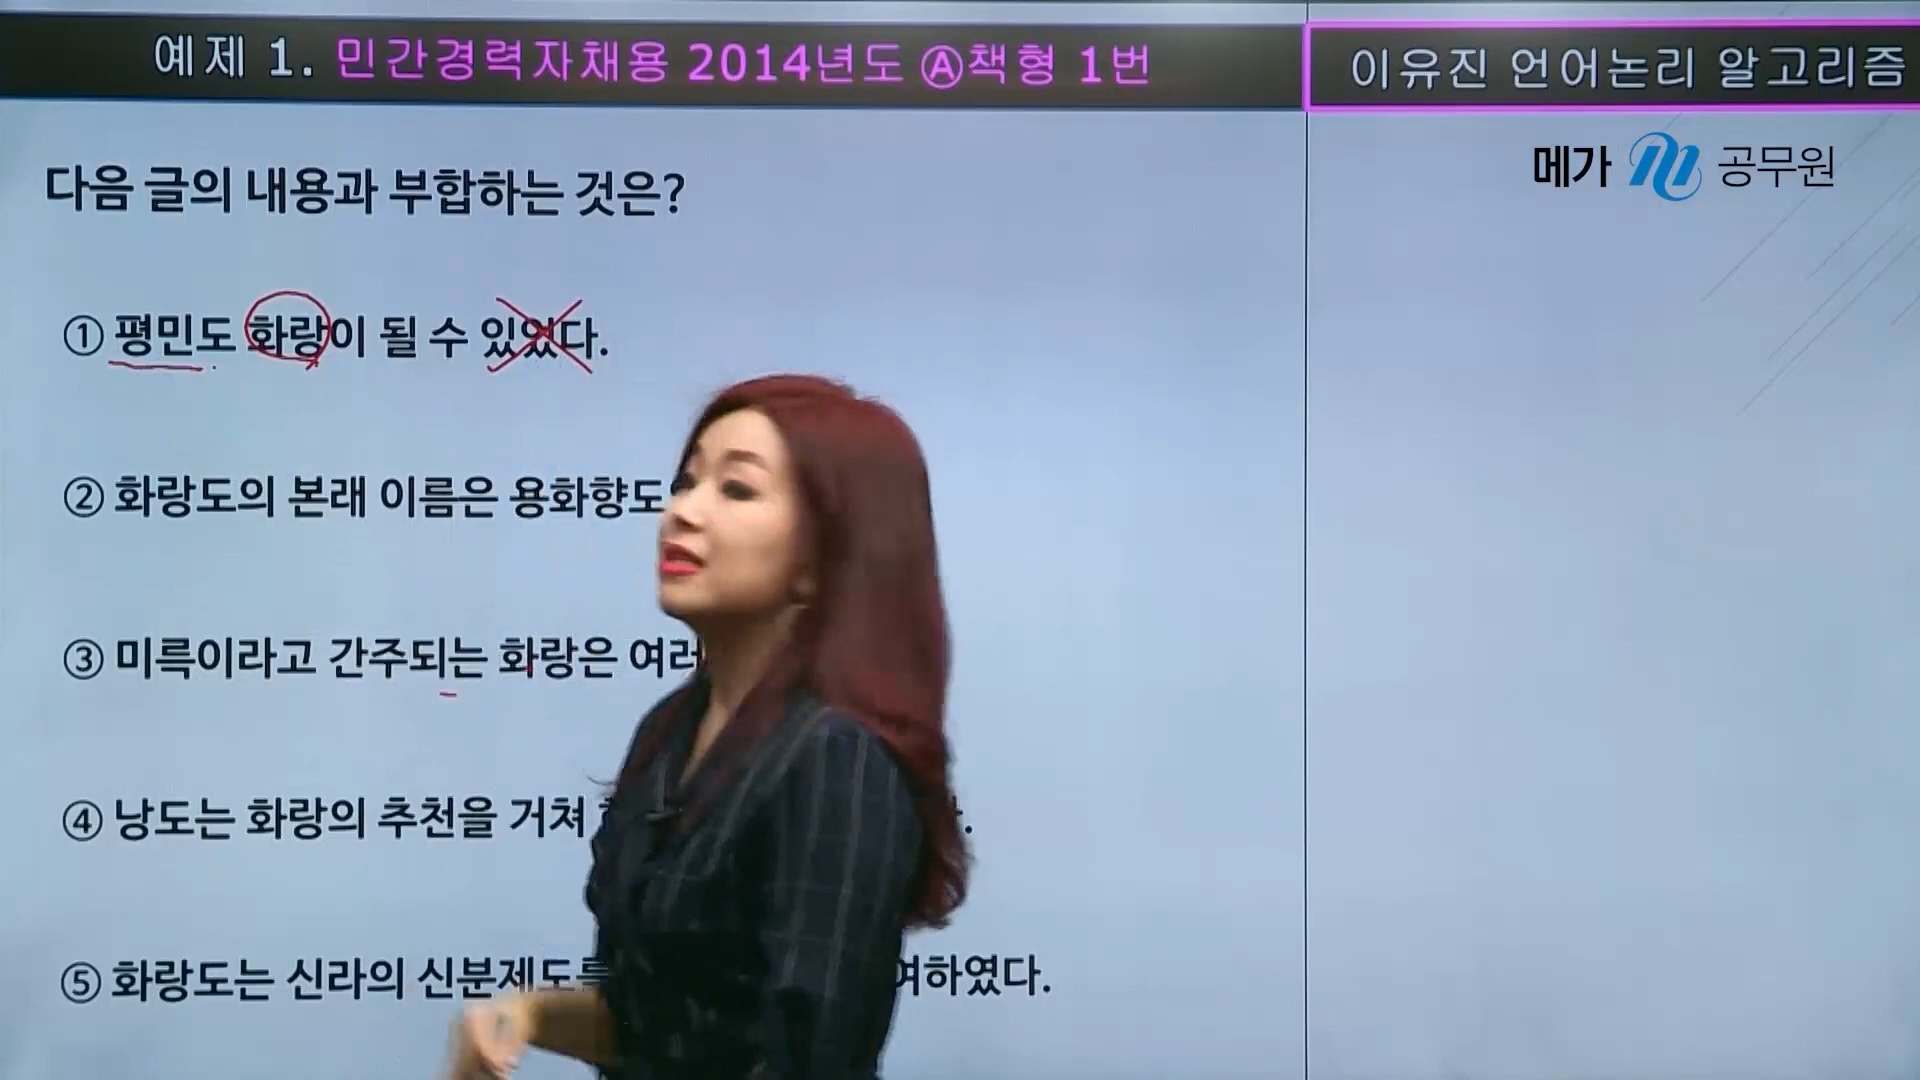 예제 1. 민간경력자채용 2014년도 Ⓐ책형 1번
이유진 언어논리 알고리즘
메가 공무원
다음 글의 내용과 부합하는 것은?
① 평민도 화랑이 될 수 있었다.
② 화랑도의 본래 이름은 용화향도
③ 미륵이라고 간주되는 화랑은 여러
④ 낭도는 화랑의 추천을 거쳐
⑤ 화랑도는 신라의 신분제도를 여하였다.